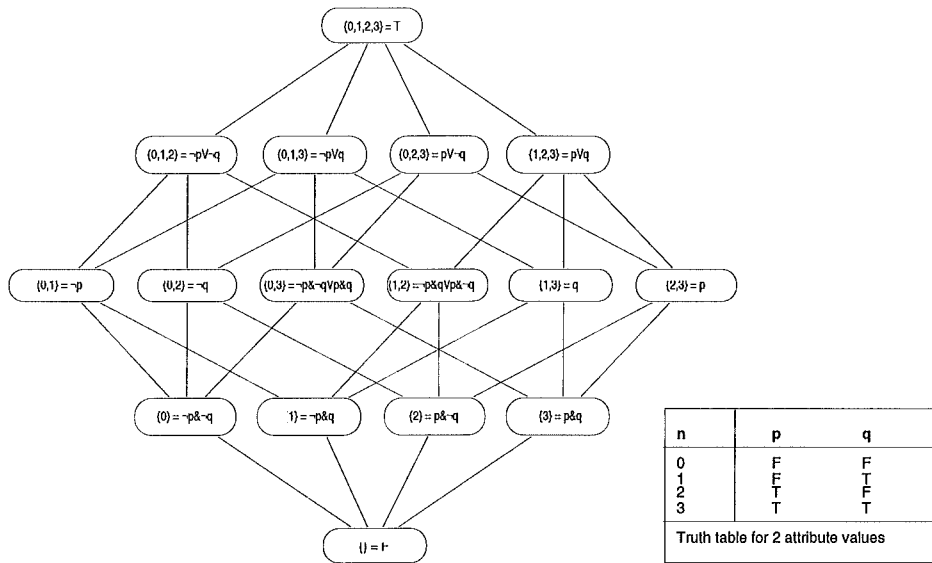 {0,1,2,3} = T
{0,1,2} = ¬pV¬q
{0,1,3} = ¬pVq
{0,2,3} = pV¬q
{1,2,3} = pVq
{0,1} = ¬p
{0,2} = ¬q
{0,3} = ¬p&¬qVp&q
{1,2} = ¬p&qVp&¬q
{1,3} = q
{2,3} = p
{0} = ¬p&¬q
1} = ¬p&q
{2} = p&¬q
{3} = p&q
{} = F
n p q
0 F F
1 F T
2 T F
3 T T
Truth table for 2 attribute values